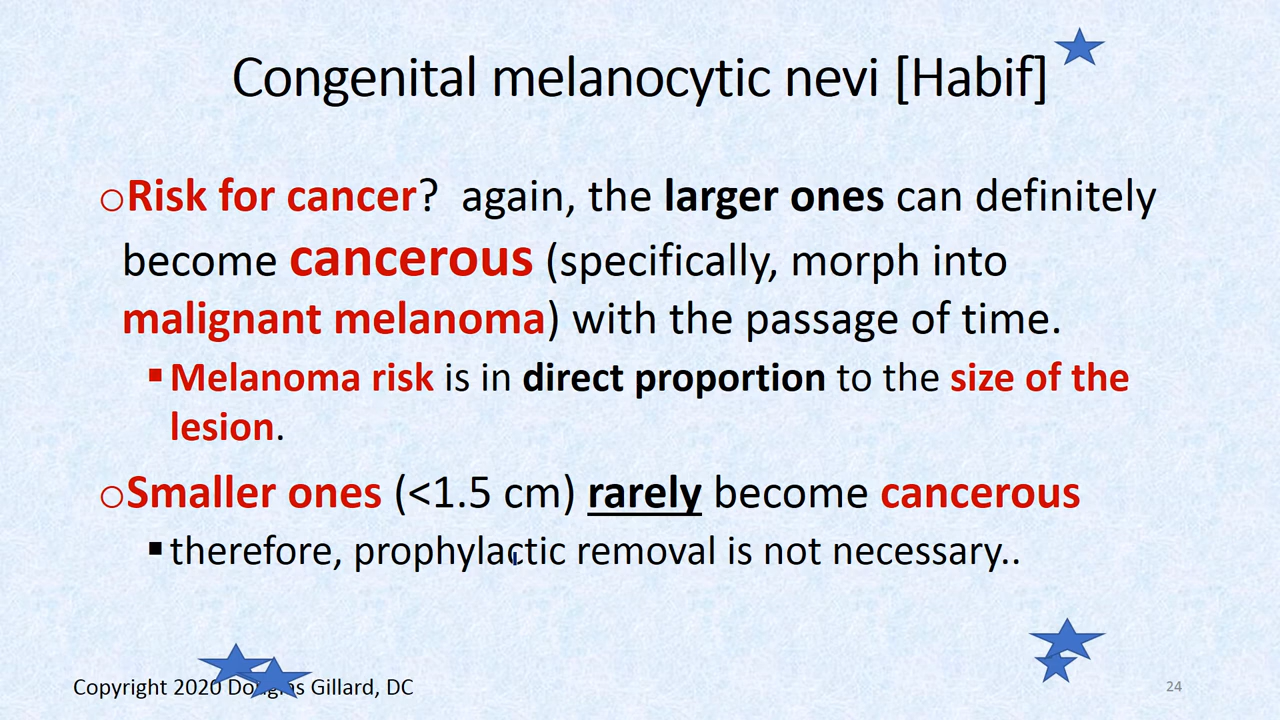 Congenital melanocytic nevi [Habif]
oRisk for cancer? again, the larger ones can definitely
become cancerous (specifically, morph into
malignant melanoma) with the passage of time.
▪Melanoma risk is in direct proportion to the size of the
lesion.
oSmaller ones (<1.5 cm) rarely become cancerous
▪therefore, prophylactic removal is not necessary..
Copyright 2020 Douglas Gillard, DC
24